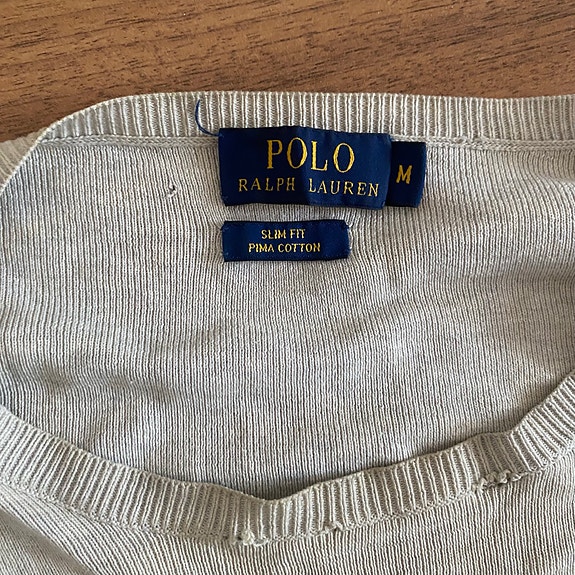 POLO
RALPH LAUREN
M
SLIM FIT
PIMA COTTON